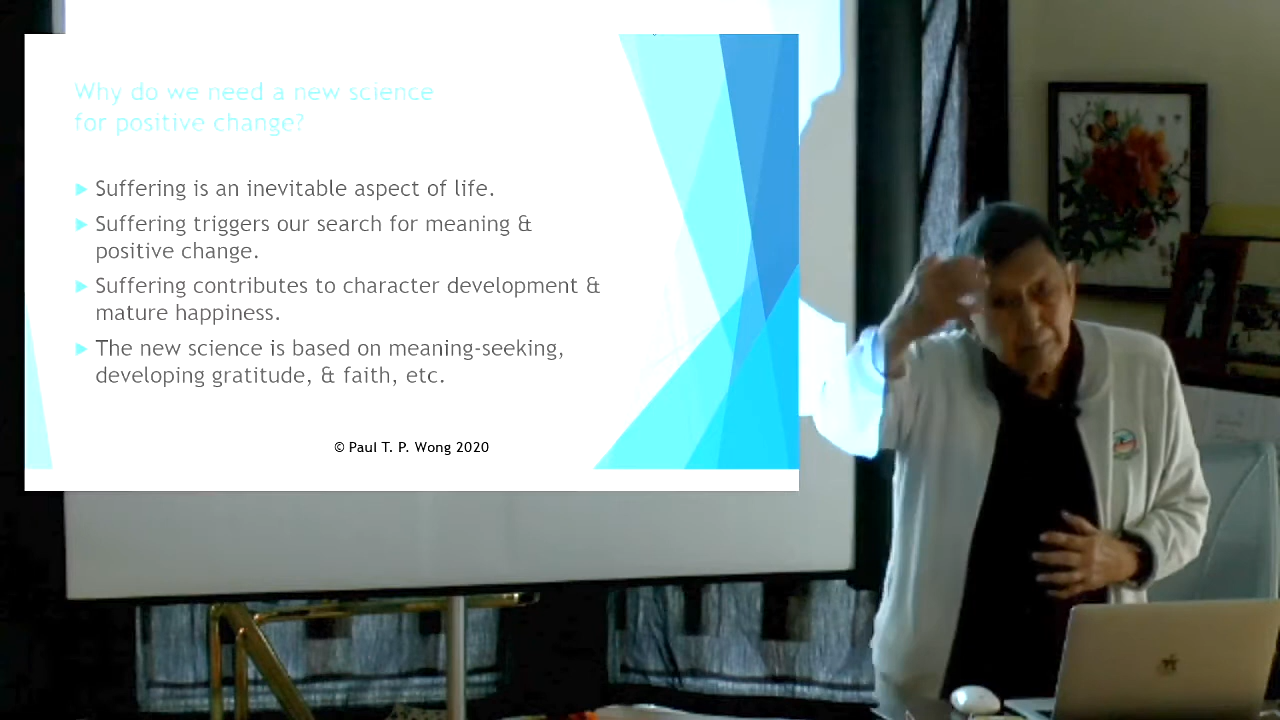 Why do we need a new science
for positive change?
Suffering is an inevitable aspect of life.
Suffering triggers our search for meaning &
positive change.
Suffering contributes to character development &
mature happiness.
The new science is based on meaning-seeking,
developing gratitude, & faith, etc.
© Paul T. P. Wong 2020